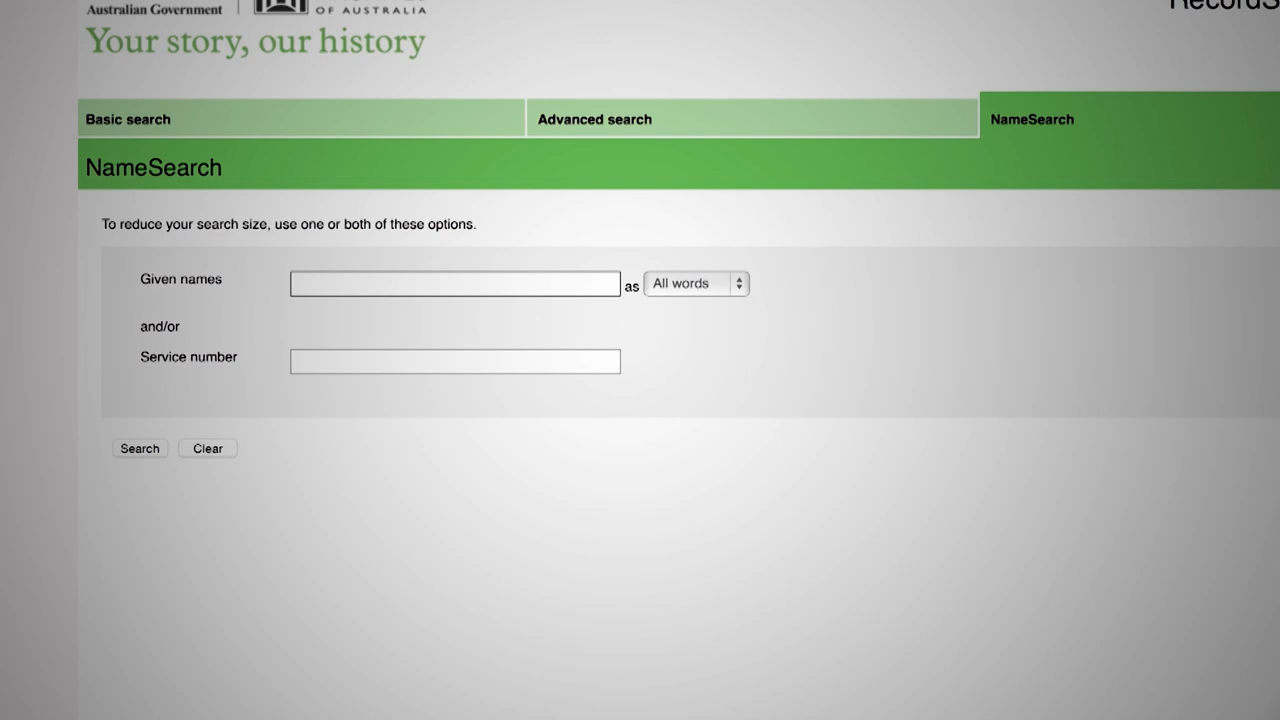 Australian Government
OF AUSTRALIA
Your story, our history
Basic search
Advanced search
NameSearch
NameSearch
To reduce your search size, use one or both of these options.
Given names
as
All words
and/or
Service number
Search
Clear